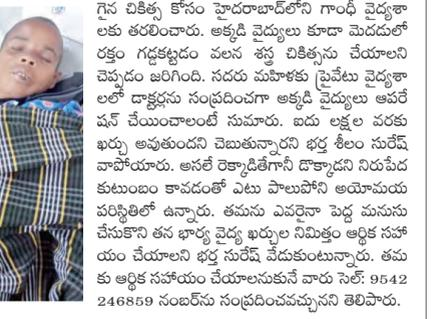 గైన చికిత్స కోసం హైదరాబాద్‌లోని గాంధీ వైద్యశా
లకు తరలించారు. అక్కడి వైద్యులు కూడా మెదడులో
రక్తం గడ్డకట్టడం వలన శస్త్ర చికిత్సను చేయాలని
చెప్పడం జరిగింది. సదరు మహిళకు ప్రైవేటు వైద్యశా
లలో డాక్టర్లను సంప్రదించగా అక్కడి వైద్యులు ఆపరే
షన్ చేయించాలంటే సుమారు. ఐదు లక్షల వరకు
ఖర్చు అవుతుందని చెబుతున్నారని భర్త శీలం సురేష్
వాపోయారు. అసలే రెక్కాడితేగానీ డొక్కాడని నిరుపేద
కుటుంబం కావడంతో ఎటు పాలుపోని అయోమయ
పరిస్థితిలో ఉన్నారు. తమను ఎవరైనా పెద్ద మనుసు
చేసుకొని తన భార్య వైద్య ఖర్చుల నిమిత్తం ఆర్థిక సహా
యం చేయాలని భర్త సురేష్ వేడుకుంటున్నారు. తమ
కు ఆర్థిక సహాయం చేయాలనుకునే వారు సెల్: 9542
246859 నంబర్‌ను సంప్రదించవచ్చునని తెలిపారు.